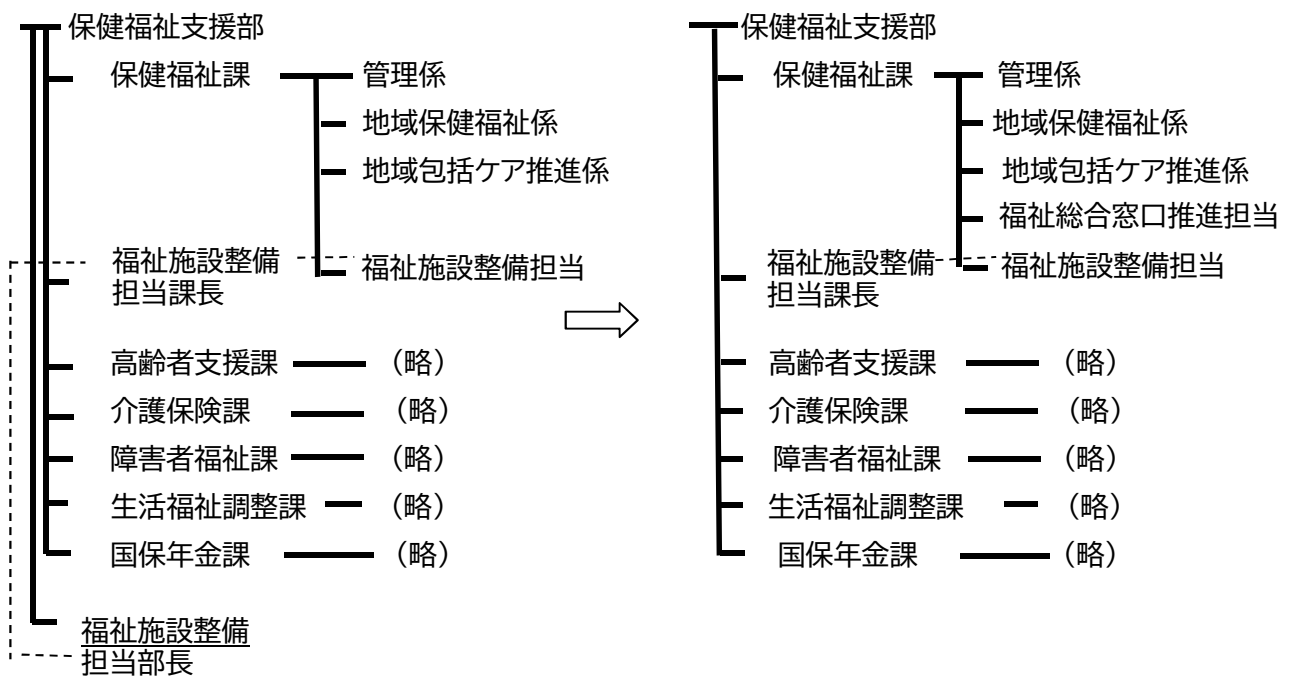 保健福祉支援部
保健福祉課
管理係
地域保健福祉係
地域包括ケア推進係
福祉施設整備
担当課長
福祉施設整備担当
高齢者支援課
（略）
介護保険課
（略）
障害者福祉課
（略）
生活福祉調整課
（略）
国保年金課
（略）
福祉施設整備
担当部長
保健福祉支援部
保健福祉課
管理係
地域保健福祉係
地域包括ケア推進係
福祉総合窓口推進担当
福祉施設整備
担当課長
福祉施設整備担当
高齢者支援課
（略）
介護保険課
（略）
障害者福祉課
（略）
生活福祉調整課
（略）
国保年金課
（略）